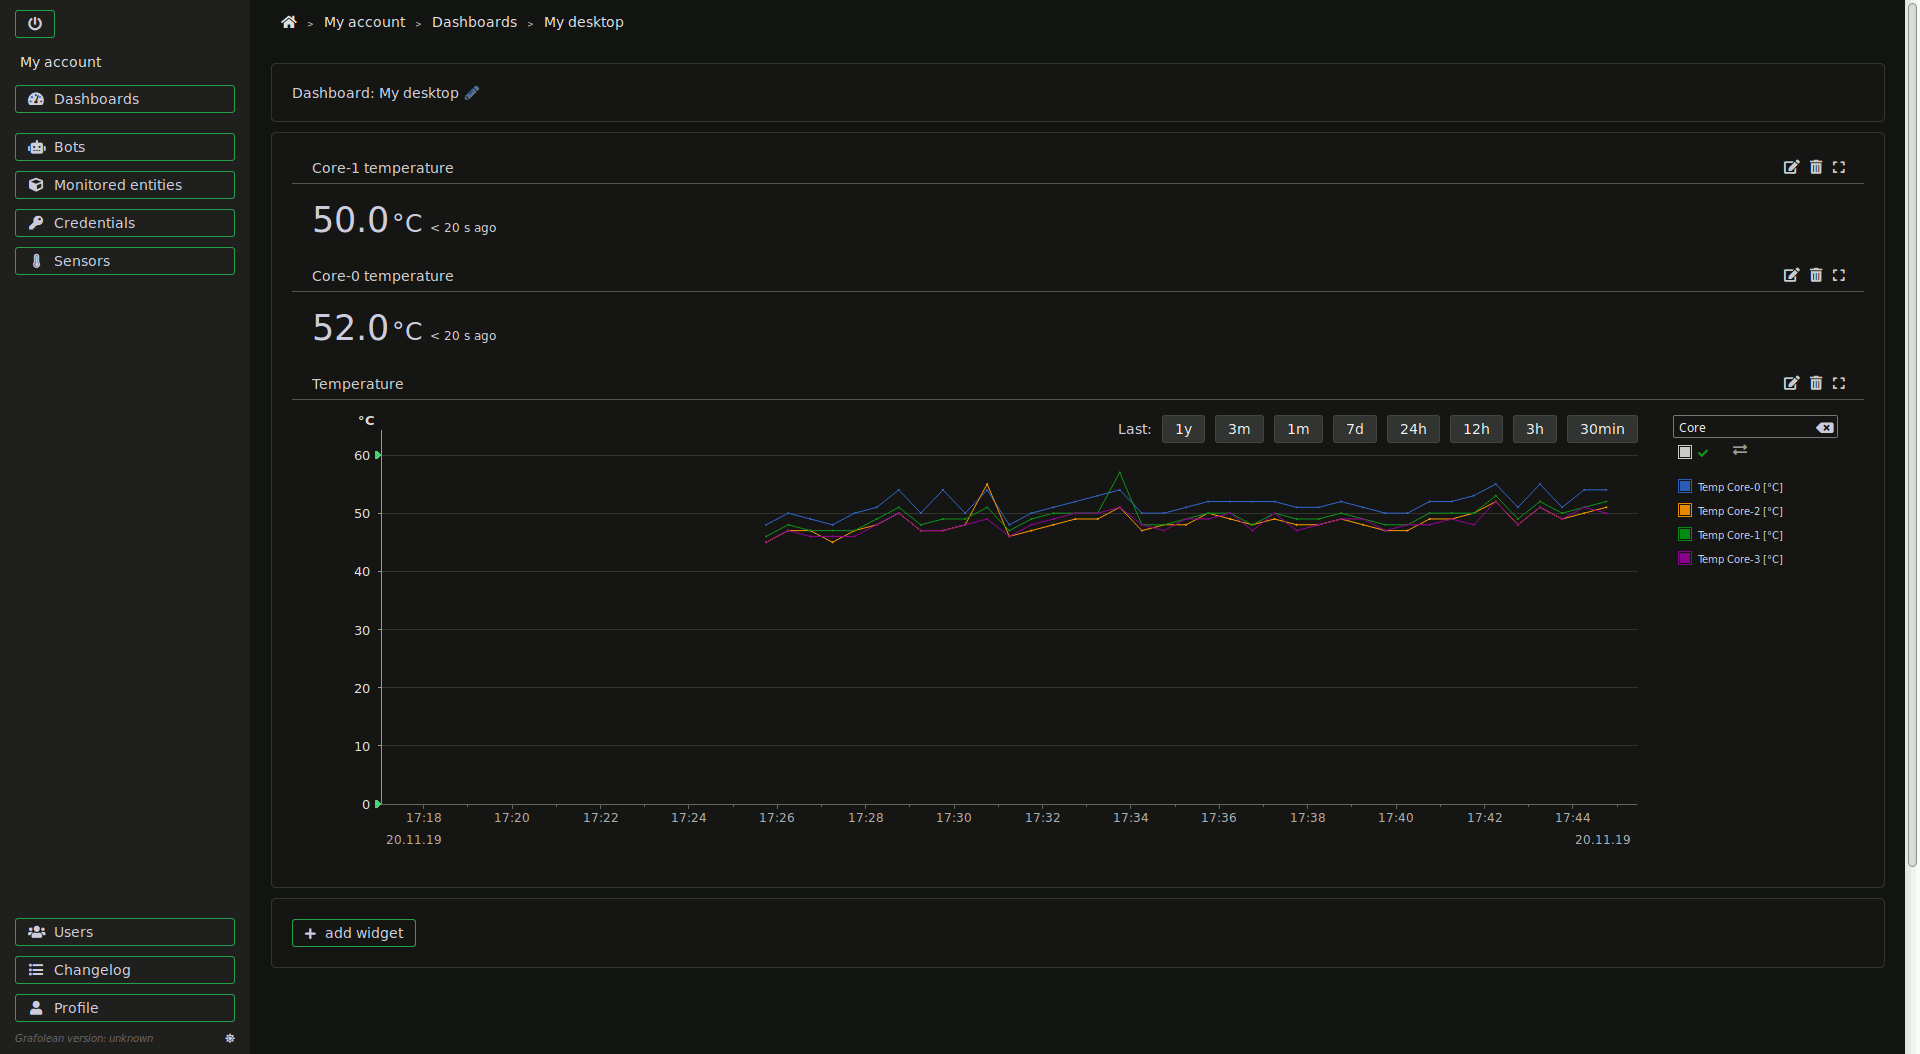 My account
Dashboards
Bots
Monitored entities
Credentials
Sensors
Users
Changelog
Profile
Grafolean version: unknown
> My account > Dashboards > My desktop
Dashboard: My desktop
Core-1 temperature
50.0 °C < 20 s ago
Core-0 temperature
52.0 °C < 20 s ago
Temperature
°C
Last: 1y 3m 1m 7d 24h 12h 3h 30min
60
50
40
30
20
10
0
17:18 17:20 17:22 17:24 17:26 17:28 17:30 17:32 17:34 17:36 17:38 17:40 17:42 17:44
20.11.19 20.11.19
Core
Temp Core-0 [°C]
Temp Core-2 [°C]
Temp Core-1 [°C]
Temp Core-3 [°C]
+ add widget